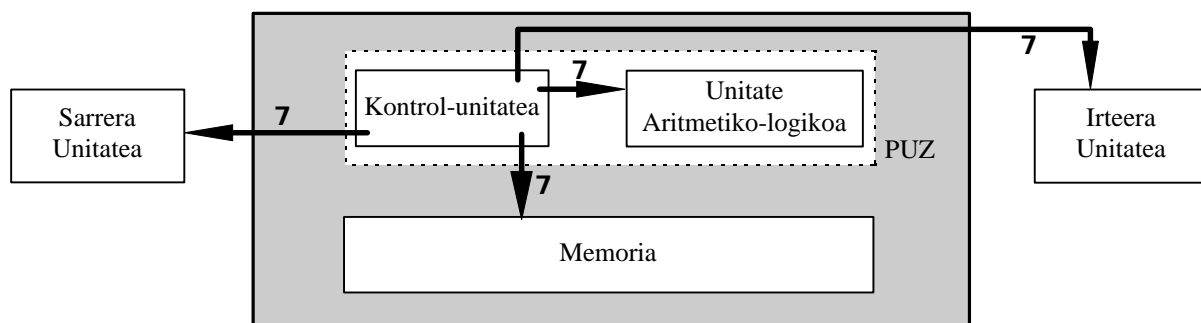 7
7
Kontrol-unitatea
Unitate
Aritmetiko-logikoa
Sarrera
Unitatea
7
Irteera
Unitatea
PUZ
7
Memoria